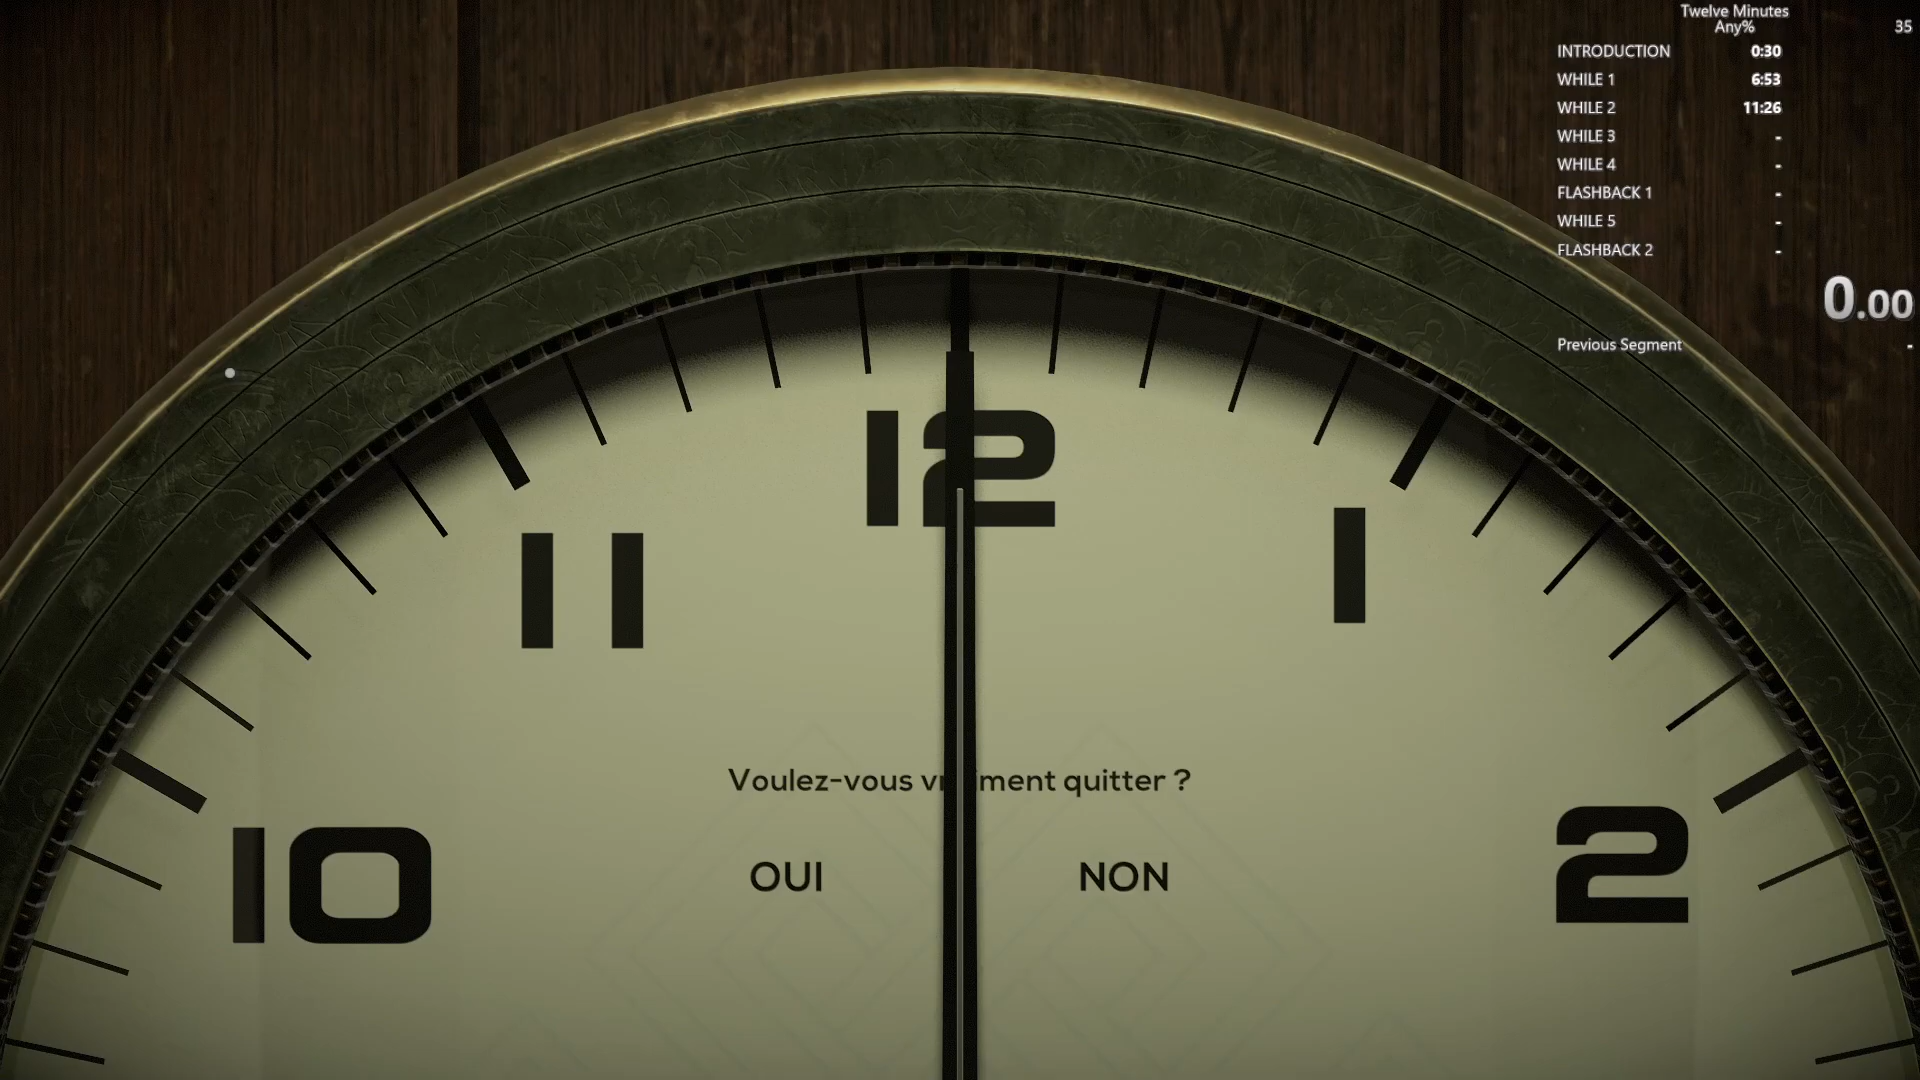 Twelve Minutes
Any%
35
INTRODUCTION 0:30
WHILE 1 6:53
WHILE 2 11:26
WHILE 3 -
WHILE 4 -
FLASHBACK 1 -
WHILE 5 -
FLASHBACK 2 -
0.00
Previous Segment -
12
11
1
10
2
Voulez-vous vraiment quitter ?
OUI NON